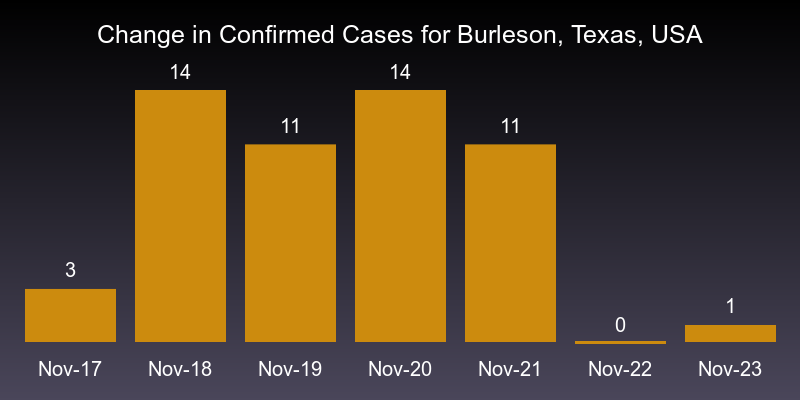 Change in Confirmed Cases for Burleson, Texas, USA
14 14
11 11
3
0 1
Nov-17 Nov-18 Nov-19 Nov-20 Nov-21 Nov-22 Nov-23